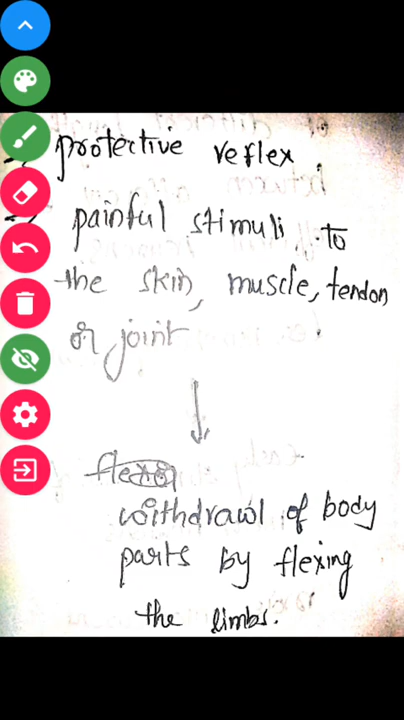 protective reflex.
painful stimuli to
the skin, muscle, tendon
or joint
↓
withdrawl of body
parts by flexing
the limbs.